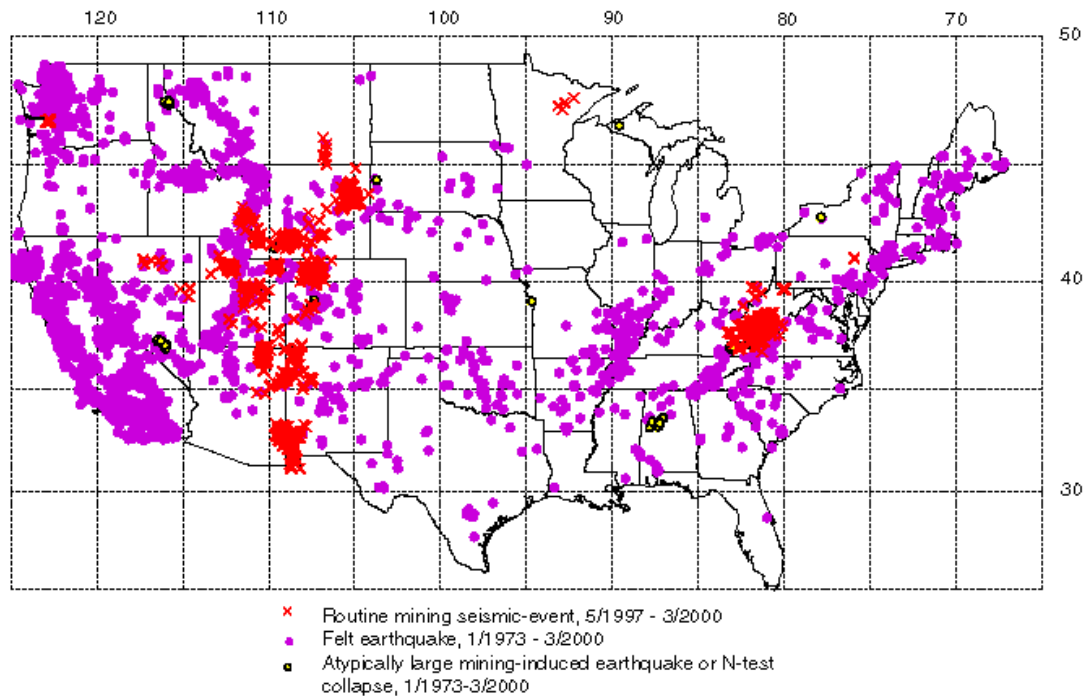 120 110 100 90 80 70
50
40
30
Routine mining seismic-event, 5/1997 - 3/2000
Felt earthquake, 1/1973 - 3/2000
Atypically large mining-induced earthquake or N-test
collapse, 1/1973-3/2000